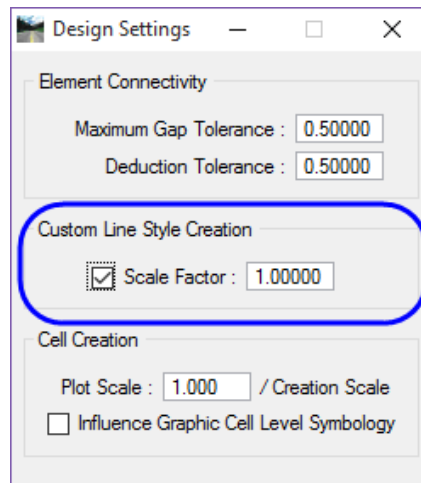 Design Settings
Element Connectivity
Maximum Gap Tolerance : 0.50000
Deduction Tolerance : 0.50000
Custom Line Style Creation
Scale Factor : 1.00000
Cell Creation
Plot Scale : 1.000 / Creation Scale
Influence Graphic Cell Level Symbology